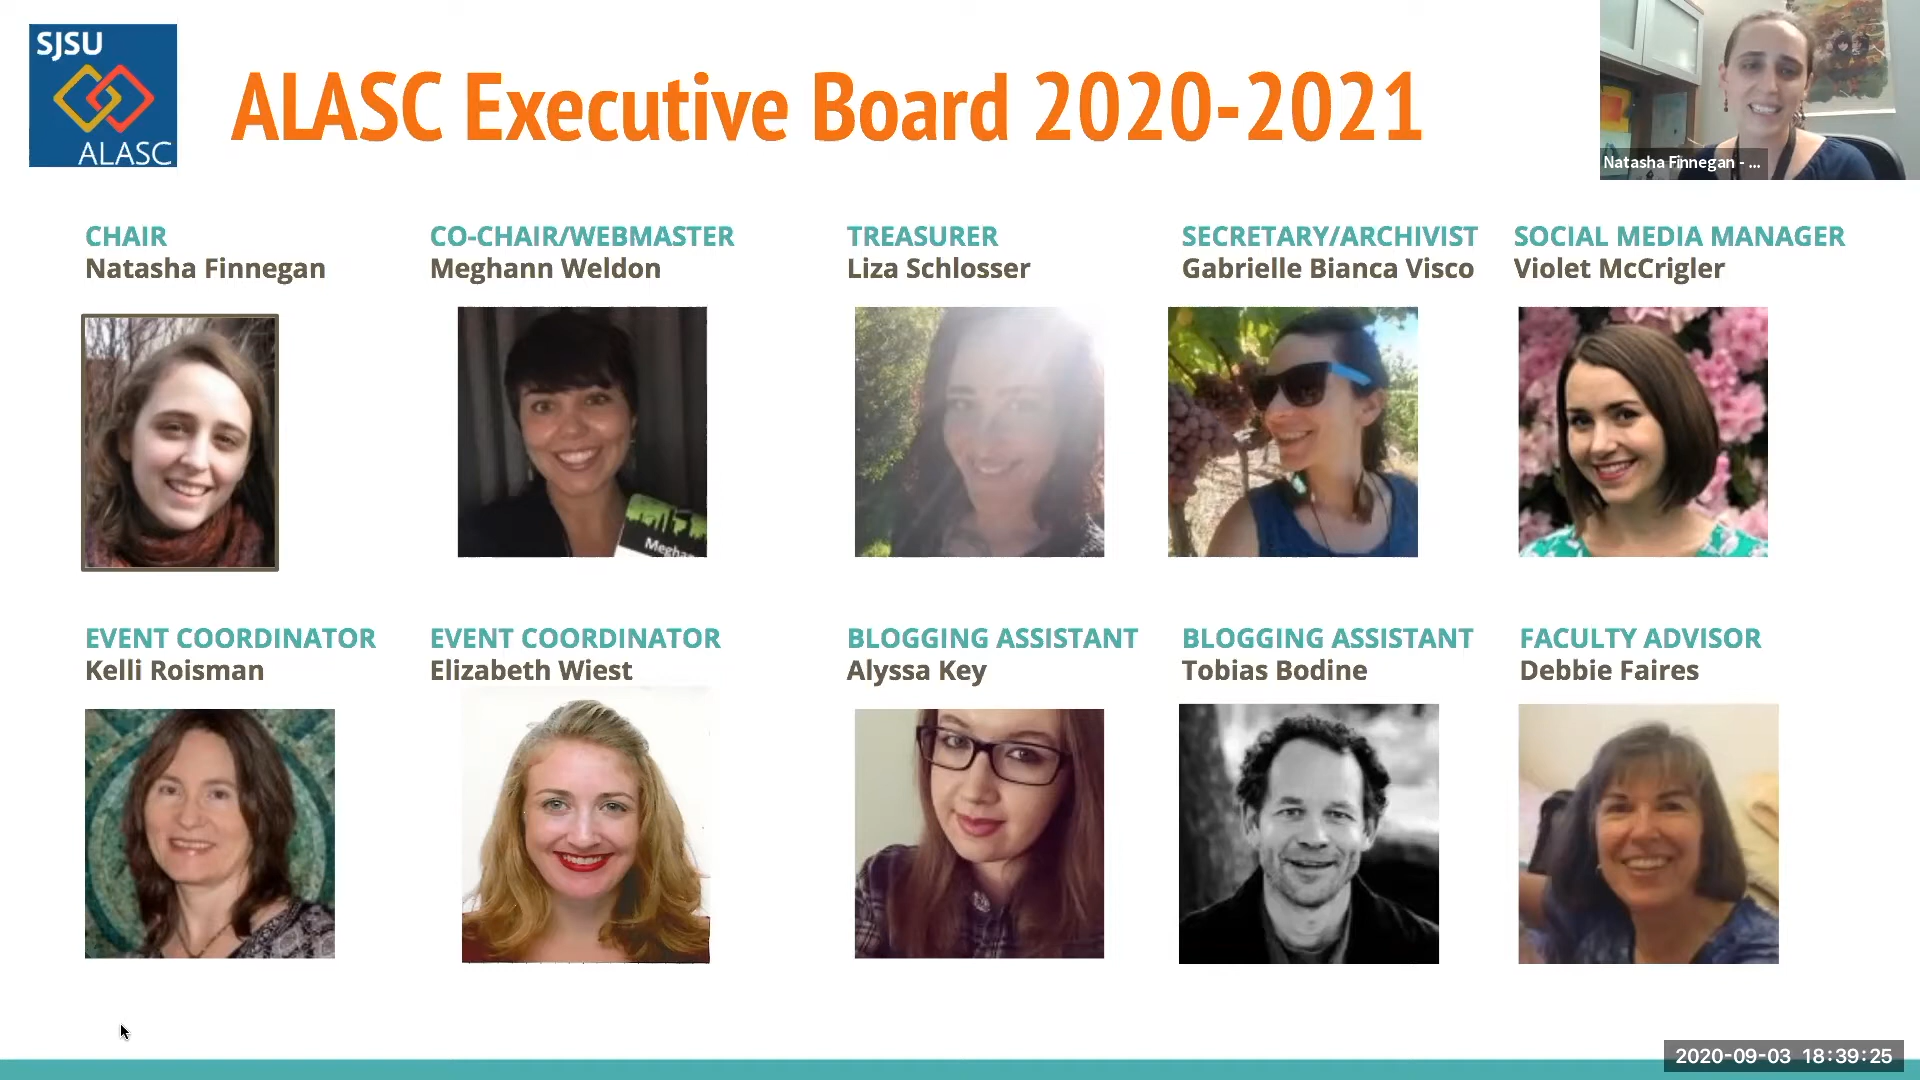 SJSU
ALASC
ALASC Executive Board 2020-2021
Natasha Finnegan - ...
CHAIR
Natasha Finnegan
CO-CHAIR/WEBMASTER
Meghann Weldon
TREASURER
Liza Schlosser
SECRETARY/ARCHIVIST
Gabrielle Bianca Visco
SOCIAL MEDIA MANAGER
Violet McCrigler
Megha
EVENT COORDINATOR
Kelli Roisman
EVENT COORDINATOR
Elizabeth Wiest
BLOGGING ASSISTANT
Alyssa Key
BLOGGING ASSISTANT
Tobias Bodine
FACULTY ADVISOR
Debbie Faires
2020-09-03 18:39:25